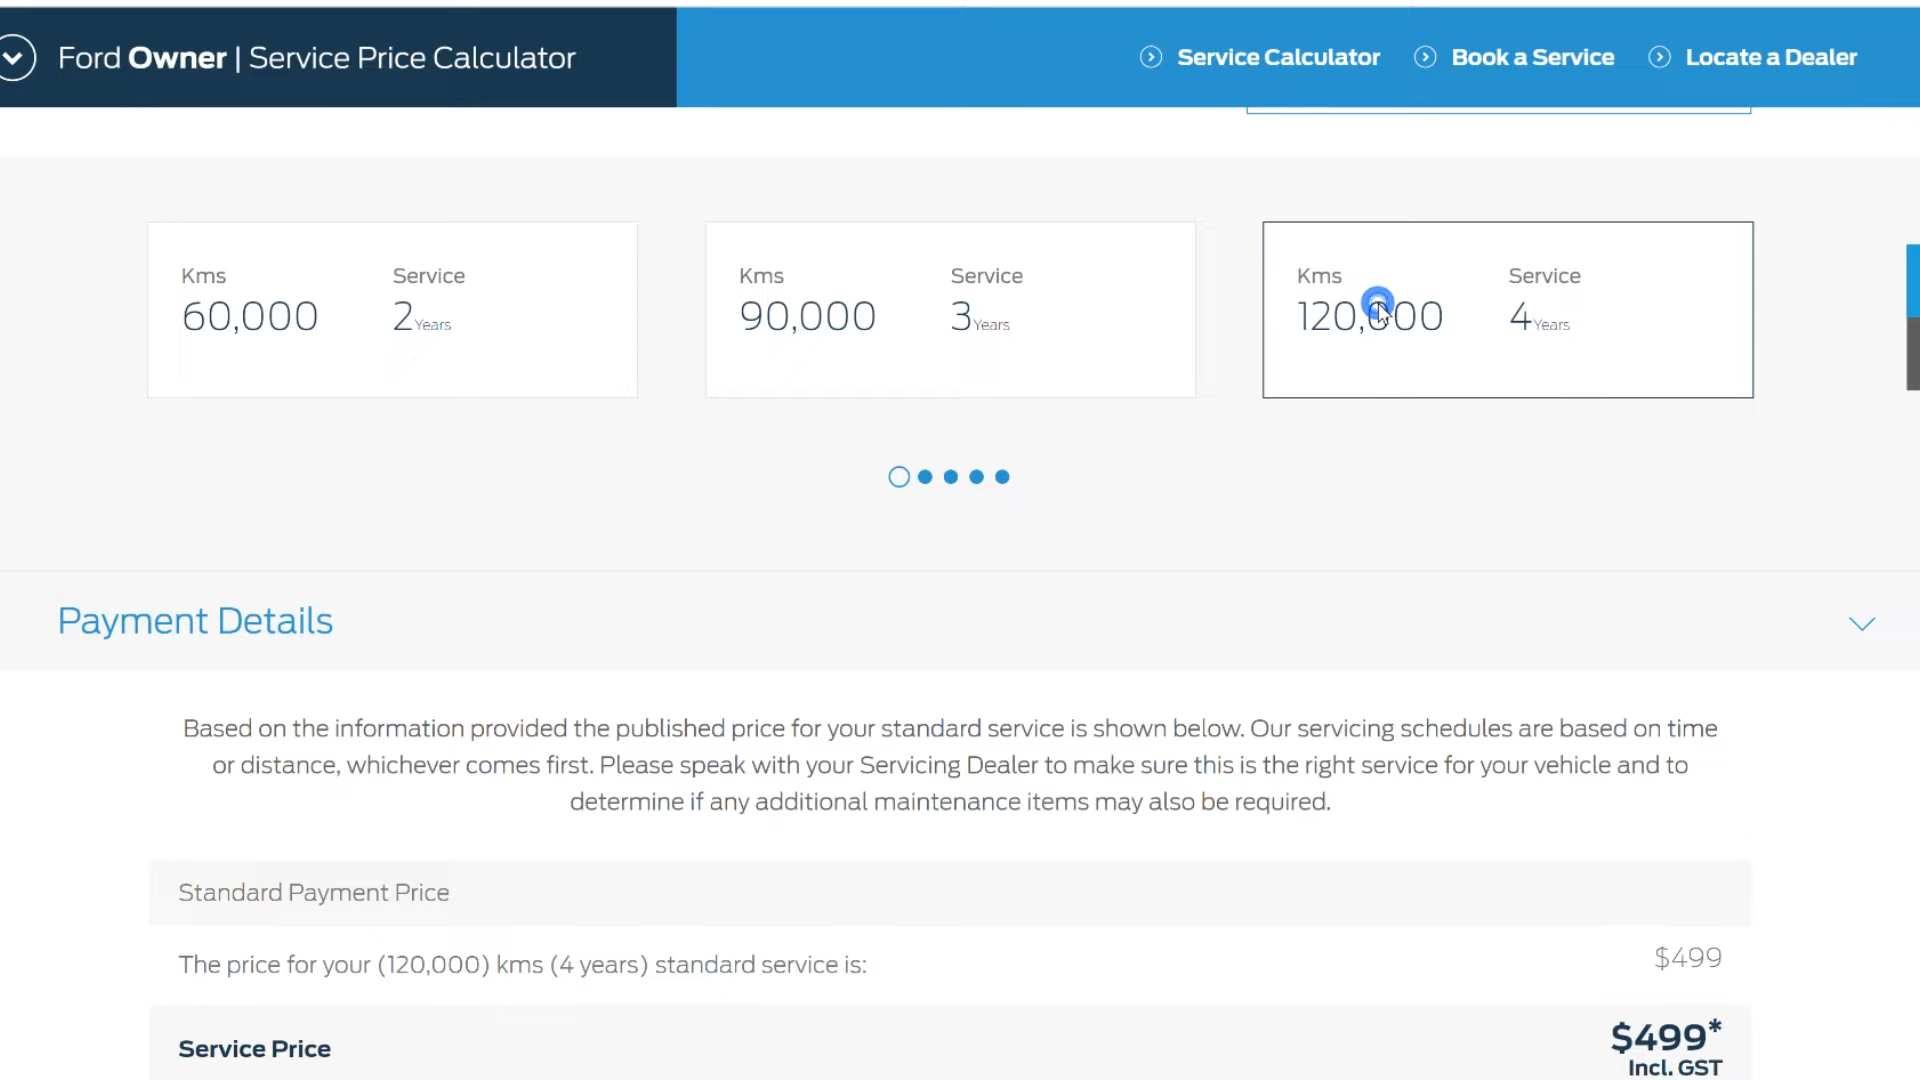 Ford Owner | Service Price Calculator
Service Calculator
Book a Service
Locate a Dealer
Kms
Service
60,000
2 Years
Kms
Service
90,000
3 Years
Kms
Service
120,000
4 Years
Payment Details
Based on the information provided the published price for your standard service is shown below. Our servicing schedules are based on time
or distance, whichever comes first. Please speak with your Servicing Dealer to make sure this is the right service for your vehicle and to
determine if any additional maintenance items may also be required.
Standard Payment Price
The price for your (120,000) kms (4 years) standard service is:
$499
Service Price
$499*
Incl. GST